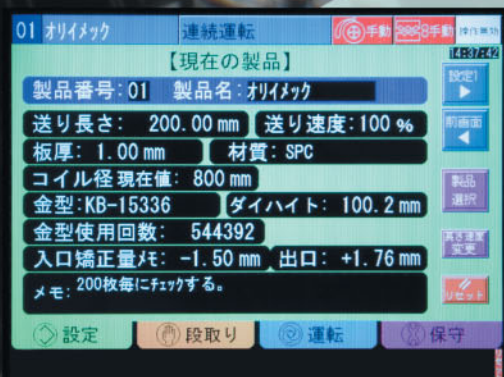 01 オリイメック 連続運転 手動 8手動 操作無効
14:37:42
【現在の製品】
設定1
製品番号:01 製品名:オリイメック
送り長さ: 200.00 mm 送り速度:100 %
前画面
板厚: 1.00 mm 材質: SPC
コイル径現在値: 800 mm
製品選択
金型:KB-15336 ダイハイト: 100.2 mm
金型使用回数: 544392
長さ速度変更
入口矯正量メモ: -1.50 mm 出口: +1.76 mm
メモ: 200枚毎にチェックする。
リセット
設定 段取り 運転 保守